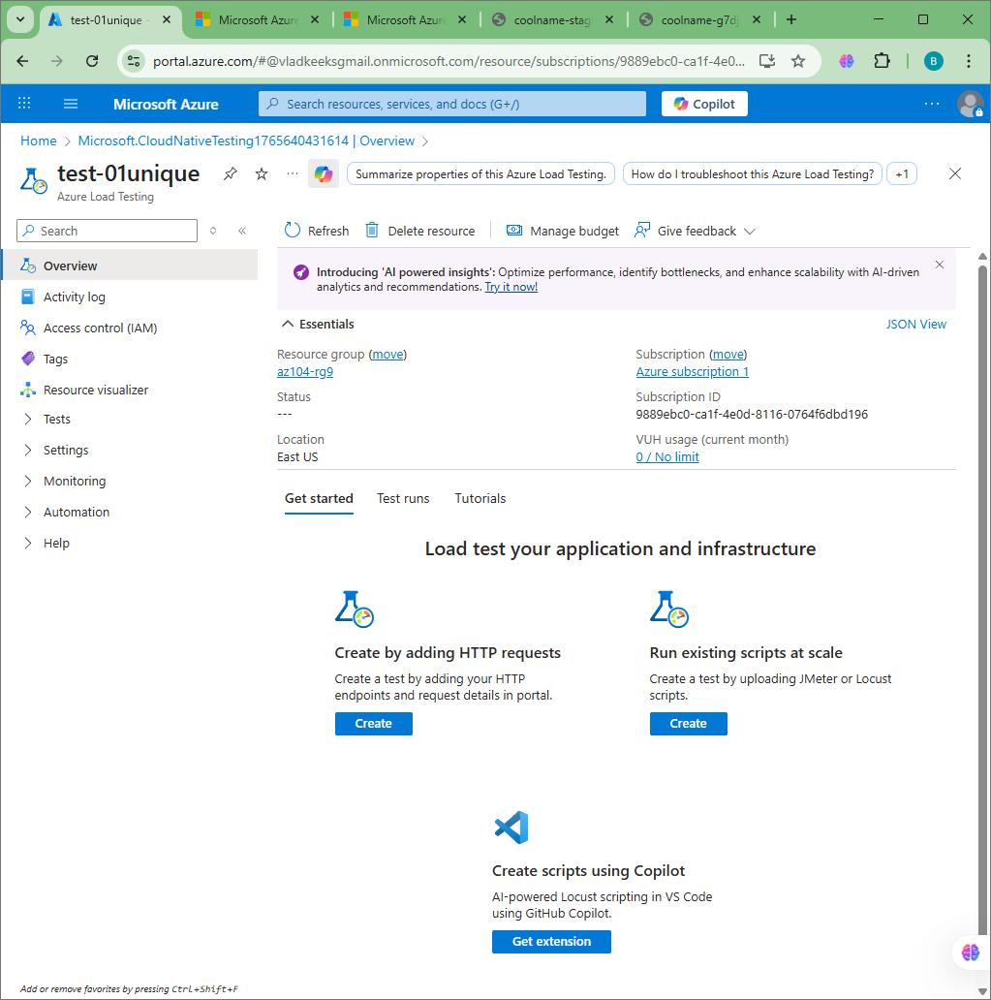 test-01unique -
Microsoft Azure
Microsoft Azure
coolname-stag
coolname-g7dj
portal.azure.com/#@vladkeeksgmail.onmicrosoft.com/resource/subscriptions/9889ebc0-ca1f-4e0...
B
Microsoft Azure
Search resources, services, and docs (G+/)
Copilot
...
Home > Microsoft.CloudNativeTesting1765640431614 | Overview >
test-01unique
Azure Load Testing
...
Summarize properties of this Azure Load Testing.
How do I troubleshoot this Azure Load Testing?
+1
Search
Refresh
Delete resource
Manage budget
Give feedback
Overview
Activity log
Access control (IAM)
Tags
Resource visualizer
Tests
Settings
Monitoring
Automation
Help
Introducing 'AI powered insights': Optimize performance, identify bottlenecks, and enhance scalability with AI-driven
analytics and recommendations. Try it now!
Essentials
JSON View
Resource group (move)
az104-rg9
Status
---
Location
East US
Subscription (move)
Azure subscription 1
Subscription ID
9889ebc0-ca1f-4e0d-8116-0764f6dbd196
VUH usage (current month)
0 / No limit
Get started
Test runs
Tutorials
Load test your application and infrastructure
Create by adding HTTP requests
Create a test by adding your HTTP
endpoints and request details in portal.
Create
Run existing scripts at scale
Create a test by uploading JMeter or Locust
scripts.
Create
Create scripts using Copilot
AI-powered Locust scripting in VS Code
using GitHub Copilot.
Get extension
Add or remove favorites by pressing Ctrl+Shift+F